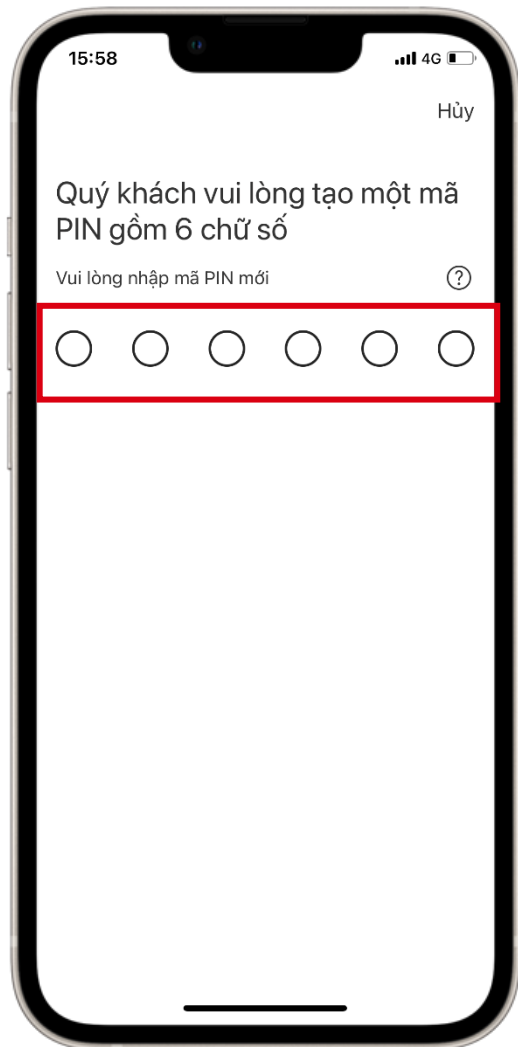 15:58 4G
Hủy
Quý khách vui lòng tạo một mã
PIN gồm 6 chữ số
Vui lòng nhập mã PIN mới ?